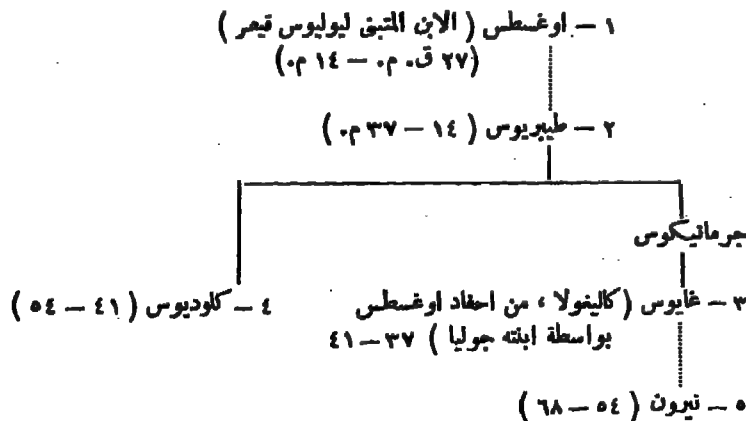 ١ – اوغسطس ( الابن المتبنى ليوليوس قيصر )
(٢٧ ق. م. – ١٤ م.)
٢ – طيبريوس ( ١٤ – ٣٧ م. )
جرمانيكوس
٣ – غايوس ( كاليغولا ، من احفاد اوغسطس
بواسطة ابنته جوليا ) ٣٧–٤١
٤ – كلوديوس ( ٤١ – ٥٤ )
٥ – نيرون ( ٥٤ – ٦٨ )